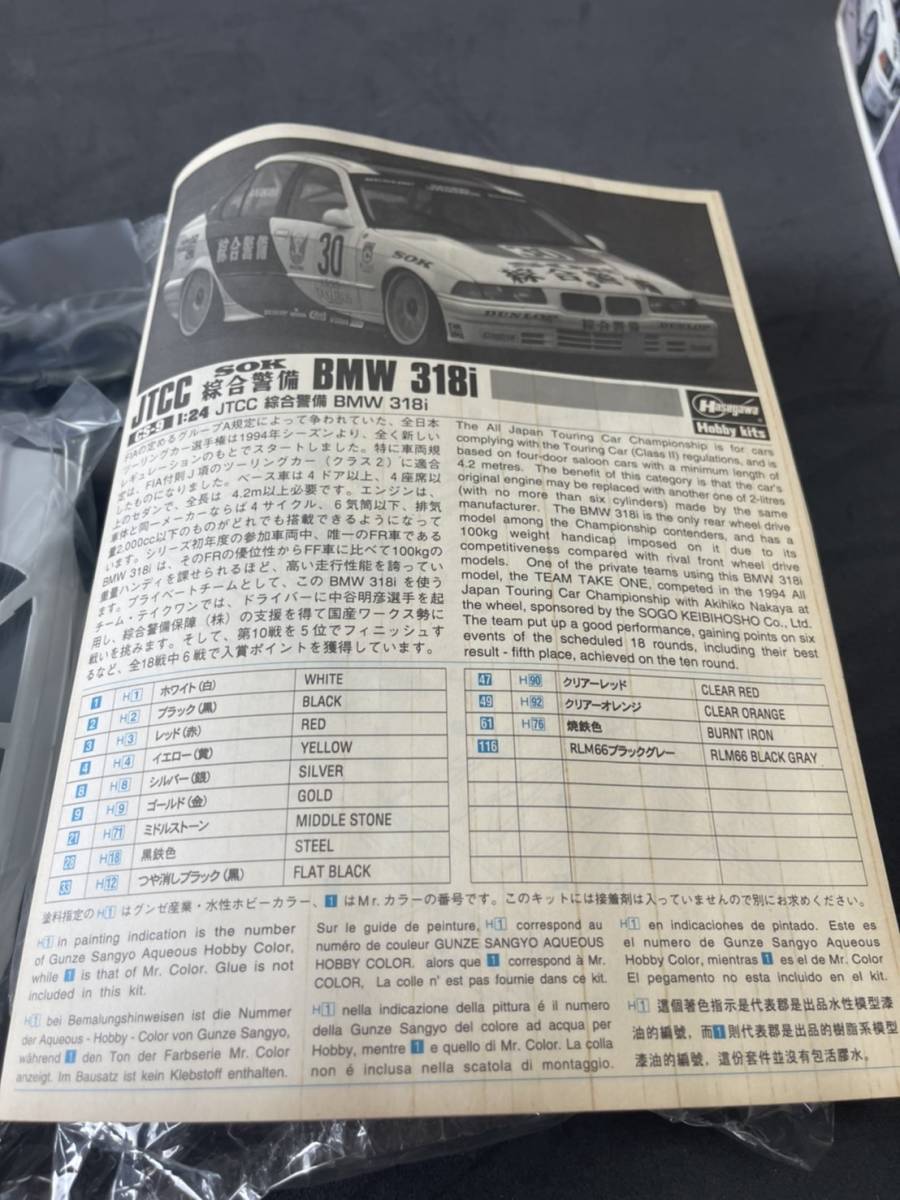 綜合警備
30
SOK
綜合警備
DUNLOP
綜合警備
DUNLOP
JTCC SOK 綜合警備 BMW 318i
CS-9 1:24 JTCC 綜合警備 BMW 318i
Hasegawa
Hobby kits
FIAの定めるグループA規定によって争われていた、全日本
ツーリングカー選手権は1994年シーズンより、全く新しい
レギュレーションのもとでスタートしました。特に車両規
定は、FIA付則J項のツーリングカー（クラス2）に適合
したものになりました。ベース車は4ドア以上、4座席以
上のセダンで、全長は 4.2m以上必要です。エンジンは、
車体と同一メーカーならば4サイクル、6気筒以下、排気
量2,000cc以下のものがどれでも搭載できるようになって
います。シリーズ初年度の参加車両中、唯一のFR車である
BMW 318iは、そのFRの優位性からFF車に比べて100kgの
重量ハンディを課せられるほど、高い走行性能を誇ってい
ます。プライベートチームとして、このBMW 318iを使う
チーム・テイクワンでは、ドライバーに中谷明彦選手を起
用し、綜合警備保障（株）の支援を得て国産ワークス勢に
戦いを挑みます。そして、第10戦を5位でフィニッシュす
るなど、全18戦中6戦で入賞ポイントを獲得しています。
The All Japan Touring Car Championship is for cars
complying with the Touring Car (Class II) regulations, and is
based on four-door saloon cars with a minimum length of
4.2 metres. The benefit of this category is that the car's
original engine may be replaced with another one of 2-litres
(with no more than six cylinders) made by the same
manufacturer. The BMW 318i is the only rear wheel drive
model among the Championship contenders, and has a
100kg weight handicap imposed on it due to its
competitiveness compared with rival front wheel drive
models. One of the private teams using this BMW 318i
model, the TEAM TAKE ONE, competed in the 1994 All
Japan Touring Car Championship with Akihiko Nakaya at
the wheel, sponsored by the SOGO KEIBIHOSHO Co., Ltd.
The team put up a good performance, gaining points on six
events of the scheduled 18 rounds, including their best
result - fifth place, achieved on the ten round.
1 H1 ホワイト（白） WHITE
2 H2 ブラック（黒） BLACK
3 H3 レッド（赤） RED
4 H4 イエロー（黄） YELLOW
8 H8 シルバー（銀） SILVER
9 H9 ゴールド（金） GOLD
21 H71 ミドルストーン MIDDLE STONE
28 H18 黒鉄色 STEEL
33 H12 つや消しブラック（黒） FLAT BLACK
47 H90 クリアーレッド CLEAR RED
49 H92 クリアーオレンジ CLEAR ORANGE
61 H76 焼鉄色 BURNT IRON
116 RLM66ブラックグレー RLM66 BLACK GRAY
塗料指定のH1はグンゼ産業・水性ホビーカラー、1はMr.カラーの番号です。このキットには接着剤は入っていませんので別にお求めください。
H1 in painting indication is the number
of Gunze Sangyo Aqueous Hobby Color,
while 1 is that of Mr. Color. Glue is not
included in this kit.
H1 bei Bemalungshinweisen ist die Nummer
der Aqueous - Hobby - Color von Gunze Sangyo,
während 1 den Ton der Farbserie Mr. Color
anzeigt. Im Bausatz ist kein Klebstoff enthalten.
Sur le guide de peinture, H1 correspond au
numéro de couleur GUNZE SANGYO AQUEOUS
HOBBY COLOR. alors que 1 correspond à Mr.
COLOR, La colle n' est pas fournie dans ce kit.
H1 nella indicazione della pittura é il numero
della Gunze Sangyo del colore ad acqua per
Hobby, mentre 1 e quello di Mr. Color. La colla
non é inclusa nella scatola di montaggio.
H1 en indicaciones de pintado. Este es
el numero de Gunze Sangyo Aqueous
Hobby Color, mientras 1 es el de Mr. Color
El pegamento no esta incluido en el kit.
H1 這個著色指示是代表郡是出品水性模型漆
油的編號，而1則代表郡是出品的樹脂系模型
漆油的編號，這份套件並沒有包活膠水。